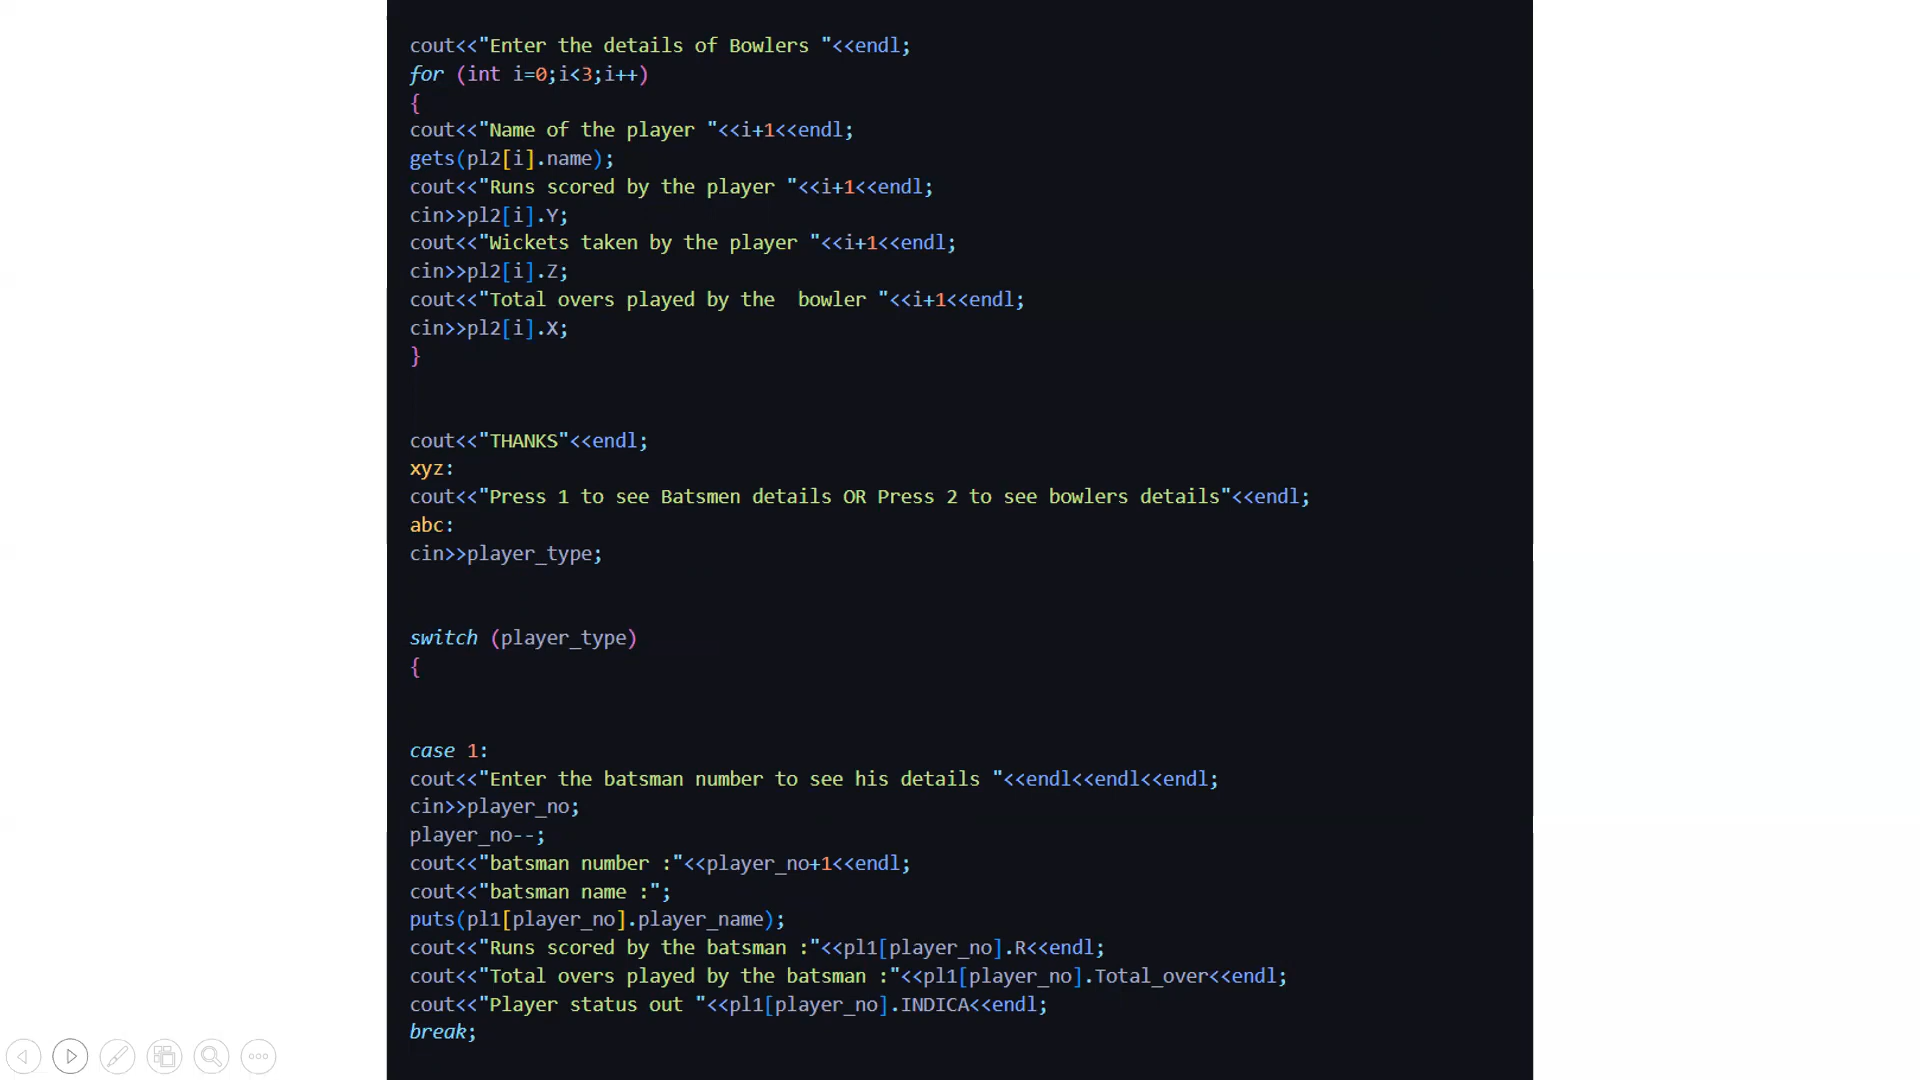 cout<<"Enter the details of Bowlers "<<endl;
for (int i=0;i<3;i++)
{
cout<<"Name of the player "<<i+1<<endl;
gets(pl2[i].name);
cout<<"Runs scored by the player "<<i+1<<endl;
cin>>pl2[i].Y;
cout<<"Wickets taken by the player "<<i+1<<endl;
cin>>pl2[i].Z;
cout<<"Total overs played by the  bowler "<<i+1<<endl;
cin>>pl2[i].X;
}
cout<<"THANKS"<<endl;
xyz:
cout<<"Press 1 to see Batsmen details OR Press 2 to see bowlers details"<<endl;
abc:
cin>>player_type;
switch (player_type)
{
case 1:
cout<<"Enter the batsman number to see his details "<<endl<<endl<<endl;
cin>>player_no;
player_no--;
cout<<"batsman number :"<<player_no+1<<endl;
cout<<"batsman name :";
puts(pl1[player_no].player_name);
cout<<"Runs scored by the batsman :"<<pl1[player_no].R<<endl;
cout<<"Total overs played by the batsman :"<<pl1[player_no].Total_over<<endl;
cout<<"Player status out "<<pl1[player_no].INDICA<<endl;
break;